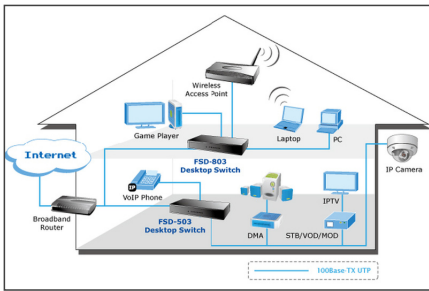 Wireless
Access Point
Game Player
Laptop
PC
FSD-803
Desktop Switch
Internet
IP Camera
IP
VoIP Phone
IPTV
Broadband
Router
FSD-503
Desktop Switch
DMA
STB/VOD/MOD
100Base-TX UTP